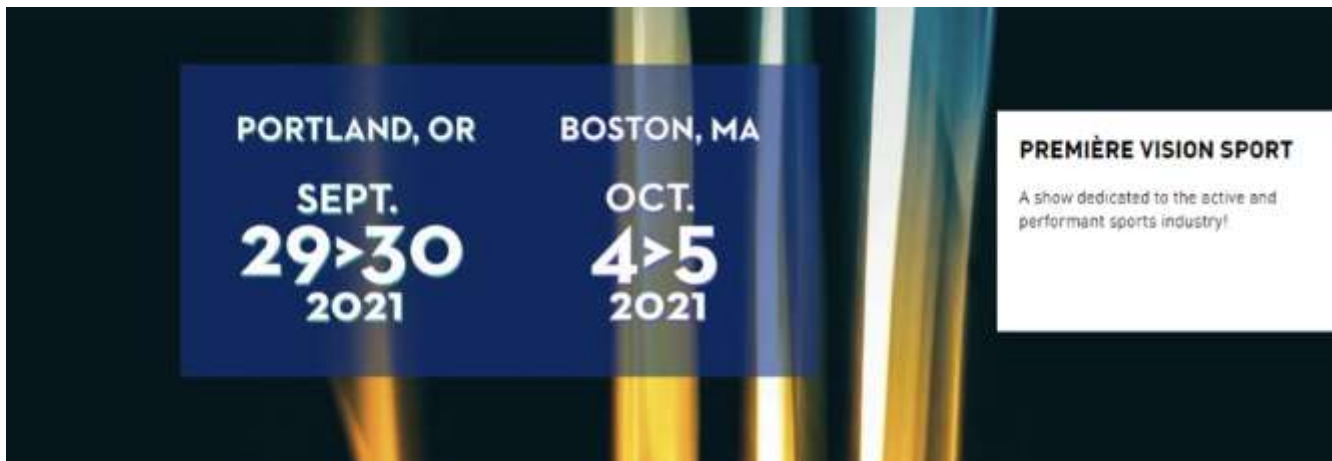 PORTLAND, OR
SEPT.
29>30
2021
BOSTON, MA
OCT.
4>5
2021
PREMIÈRE VISION SPORT
A show dedicated to the active and
performant sports industry!